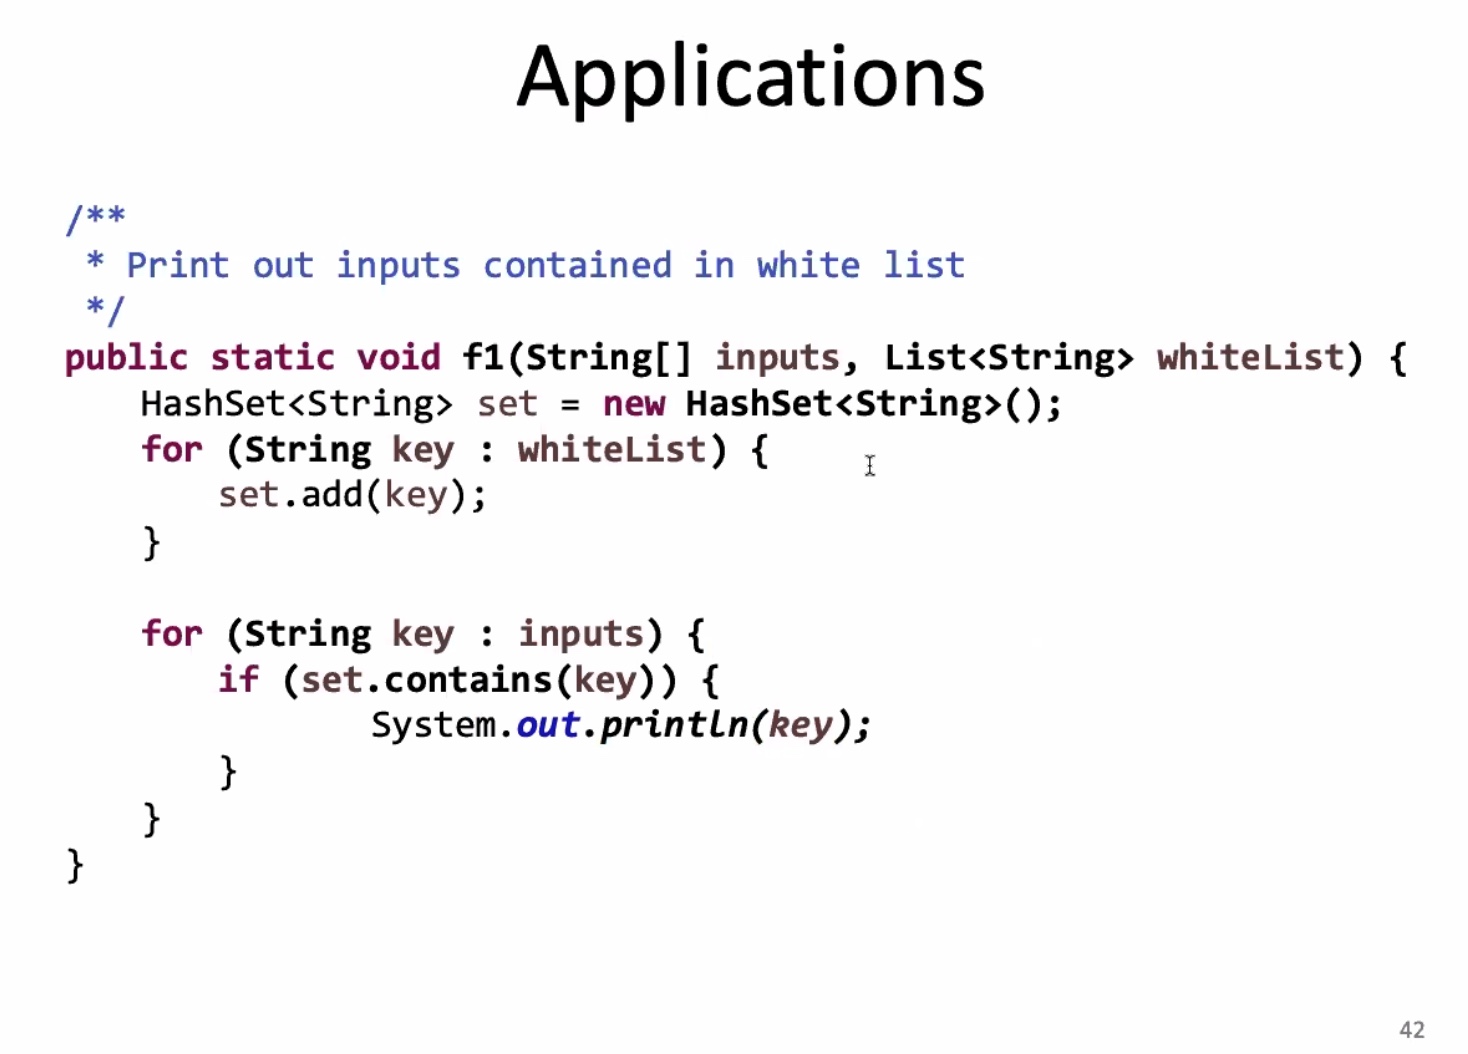 Applications
/**
 * Print out inputs contained in white list
 */
public static void f1(String[] inputs, List<String> whiteList) {
    HashSet<String> set = new HashSet<String>();
    for (String key : whiteList) {
        set.add(key);
    }
    for (String key : inputs) {
        if (set.contains(key)) {
                System.out.println(key);
        }
    }
}
42